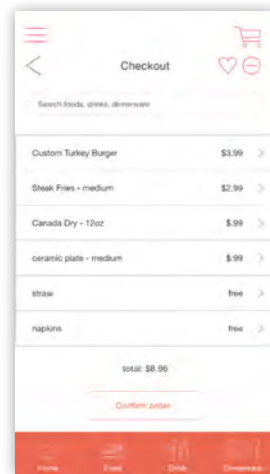 Checkout
Search foods, drinks, dinnerware
Custom Turkey Burger $3.99
Steak Fries - medium $2.99
Canada Dry - 12oz $.99
ceramic plate - medium $.99
straw free
napkins free
total: $8.96
Confirm order
Home Food Drink Dinnerware